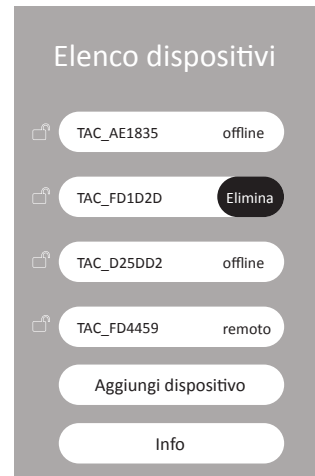 Elenco dispositivi
TAC_AE1835 offline
TAC_FD1D2D Elimina
TAC_D25DD2 offline
TAC_FD4459 remoto
Aggiungi dispositivo
Info